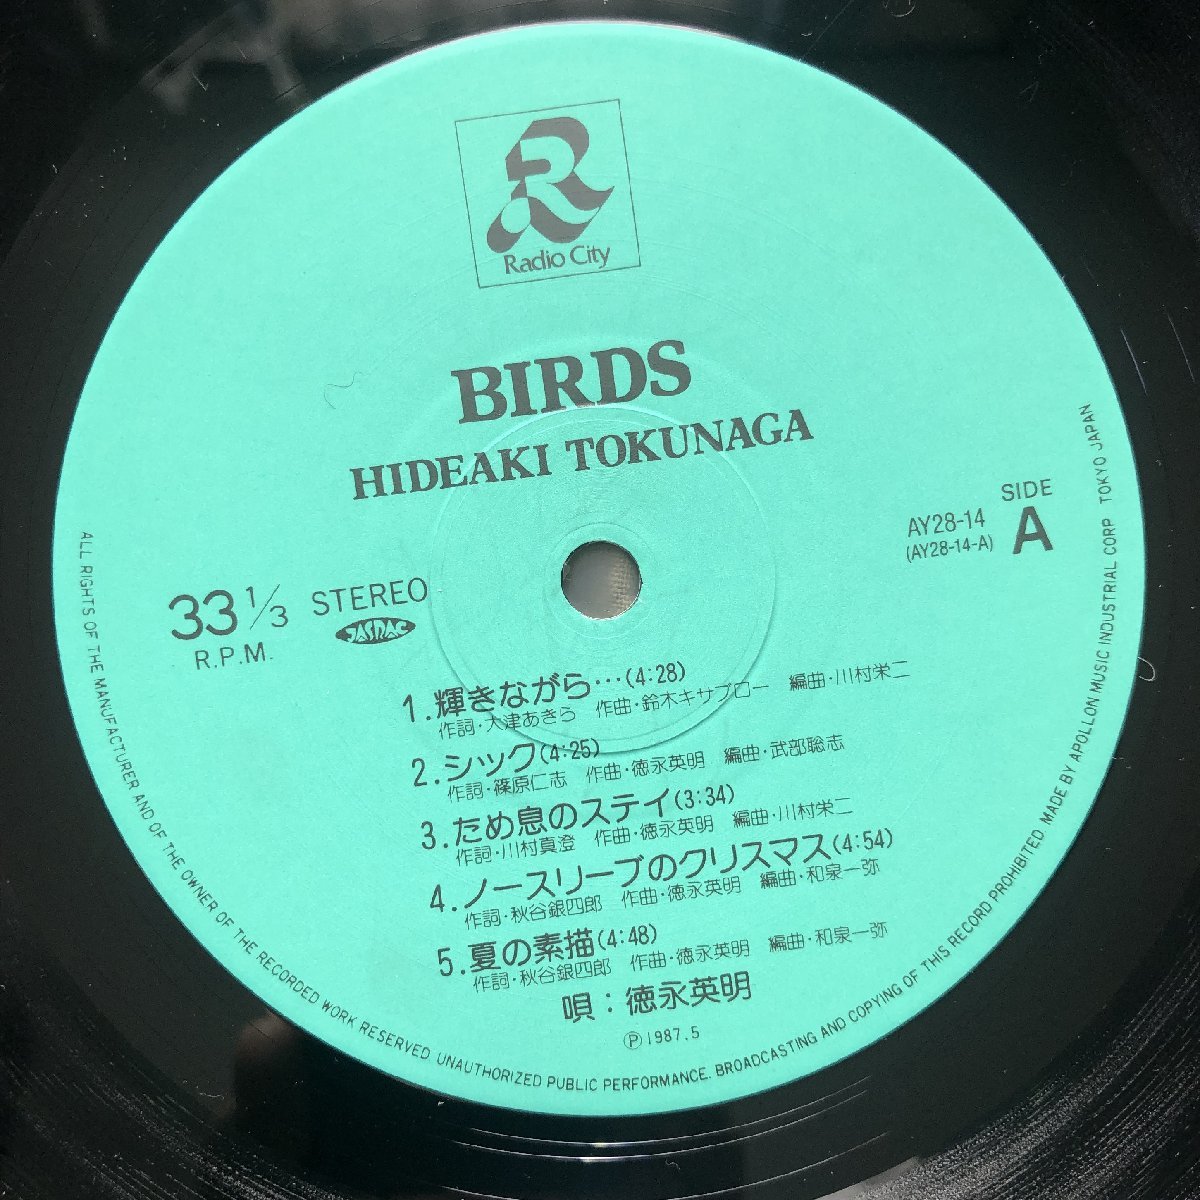 Radio City
BIRDS
HIDEAKI TOKUNAGA
SIDE
A
AY28-14
(AY28-14-A)
33 1/3
R.P.M.
STEREO
JASRAC
1.輝きながら…(4:28)
作詞・大津あきら 作曲・鈴木キサブロー 編曲・川村栄二
2.シック(4:25)
作詞・篠原仁志 作曲・徳永英明 編曲・武部聡志
3.ため息のステイ(3:34)
作詞・川村真澄 作曲・徳永英明 編曲・川村栄二
4.ノースリーブのクリスマス(4:54)
作詞・秋谷銀四郎 作曲・徳永英明 編曲・和泉一弥
5.夏の素描(4:48)
作詞・秋谷銀四郎 作曲・徳永英明 編曲・和泉一弥
唄：徳永英明
Ⓟ1987.5
ALL RIGHTS OF THE MANUFACTURER AND OF THE OWNER OF THE RECORDED WORK RESERVED UNAUTHORIZED PUBLIC PERFORMANCE. BROADCASTING AND COPYING OF THIS RECORD PROHIBITED MADE BY APOLLON MUSIC INDUSTRIAL CORP TOKYO JAPAN